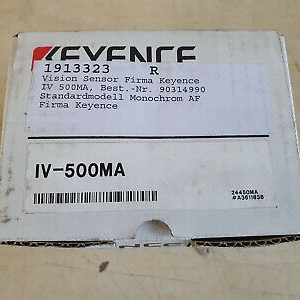 KEYENCE
1913323 R
Vision Sensor Firma Keyence
IV 500MA, Best.-Nr. 90314990
Standardmodell Monochrom AF
Firma Keyence
IV-500MA
24450MA
#A3611838